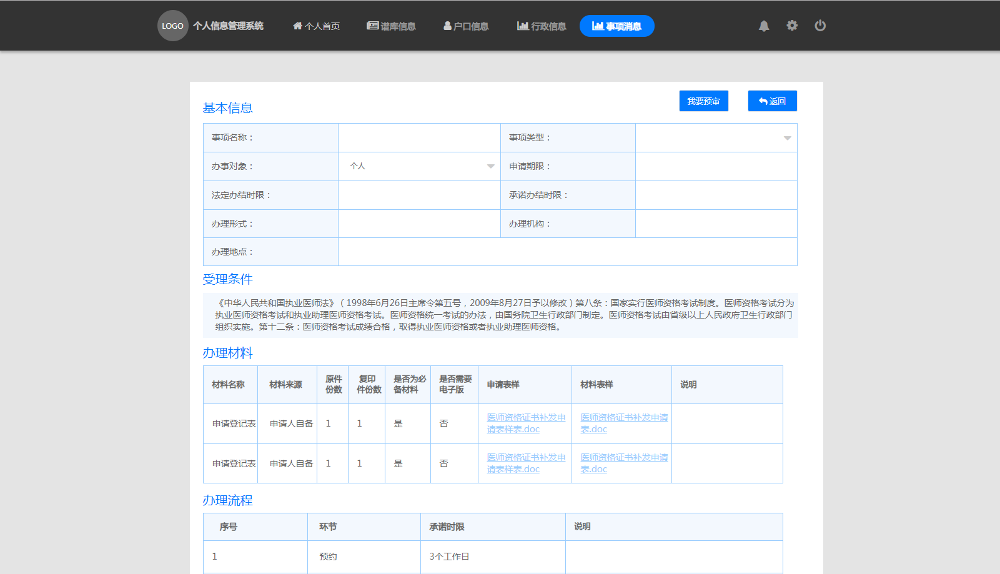 LOGO 个人信息管理系统 个人首页 谱库信息 户口信息 行政信息 事项消息
基本信息 我要预审 返回
事项名称： 事项类型：
办事对象： 个人 申请期限：
法定办结时限： 承诺办结时限：
办理形式： 办理机构：
办理地点：
受理条件
《中华人民共和国执业医师法》（1998年6月26日主席令第五号，2009年8月27日予以修改）第八条：国家实行医师资格考试制度。医师资格考试分为
执业医师资格考试和执业助理医师资格考试。医师资格统一考试的办法，由国务院卫生行政部门制定。医师资格考试由省级以上人民政府卫生行政部门
组织实施。第十二条：医师资格考试成绩合格，取得执业医师资格或者执业助理医师资格。
办理材料
材料名称 材料来源 原件 复印 是否为必 是否需要 申请表样 材料表样 说明
份数 件份数 备材料 电子版
申请登记表 申请人自备 1 1 是 否 医师资格证书补发申 医师资格证书补发申请
请表样表.doc 表.doc
申请登记表 申请人自备 1 1 是 否 医师资格证书补发申 医师资格证书补发申请
请表样表.doc 表.doc
办理流程
序号 环节 承诺时限 说明
1 预约 3个工作日